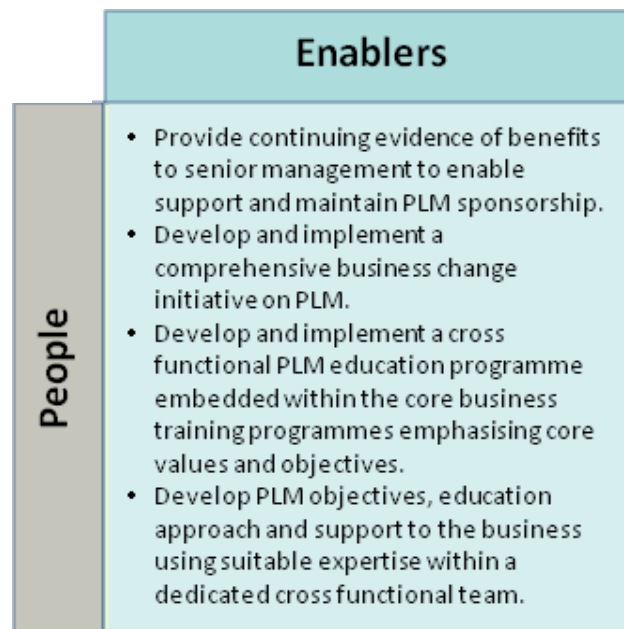 Enablers
People
• Provide continuing evidence of benefits
to senior management to enable
support and maintain PLM sponsorship.
• Develop and implement a
comprehensive business change
initiative on PLM.
• Develop and implement a cross
functional PLM education programme
embedded within the core business
training programmes emphasising core
values and objectives.
• Develop PLM objectives, education
approach and support to the business
using suitable expertise within a
dedicated cross functional team.